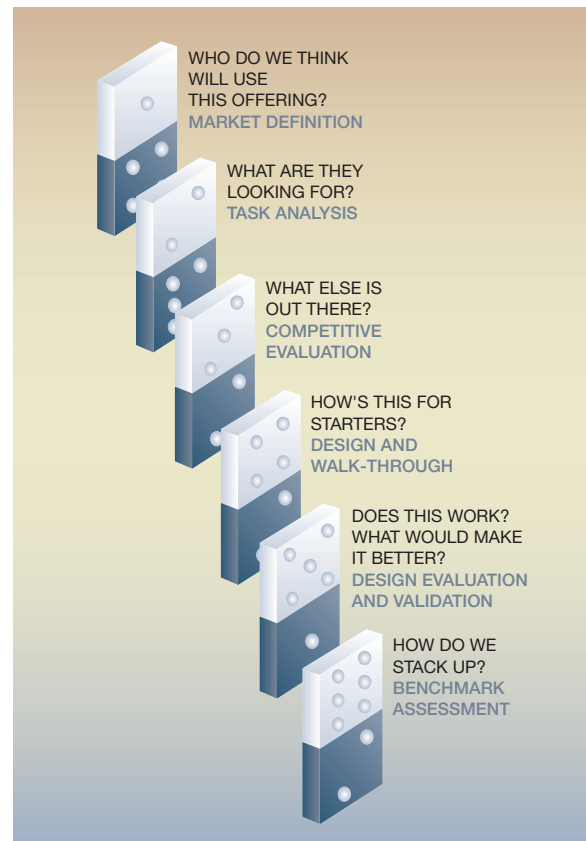 WHO DO WE THINK
WILL USE
THIS OFFERING?
MARKET DEFINITION
WHAT ARE THEY
LOOKING FOR?
TASK ANALYSIS
WHAT ELSE IS
OUT THERE?
COMPETITIVE
EVALUATION
HOW'S THIS FOR
STARTERS?
DESIGN AND
WALK-THROUGH
DOES THIS WORK?
WHAT WOULD MAKE
IT BETTER?
DESIGN EVALUATION
AND VALIDATION
HOW DO WE
STACK UP?
BENCHMARK
ASSESSMENT